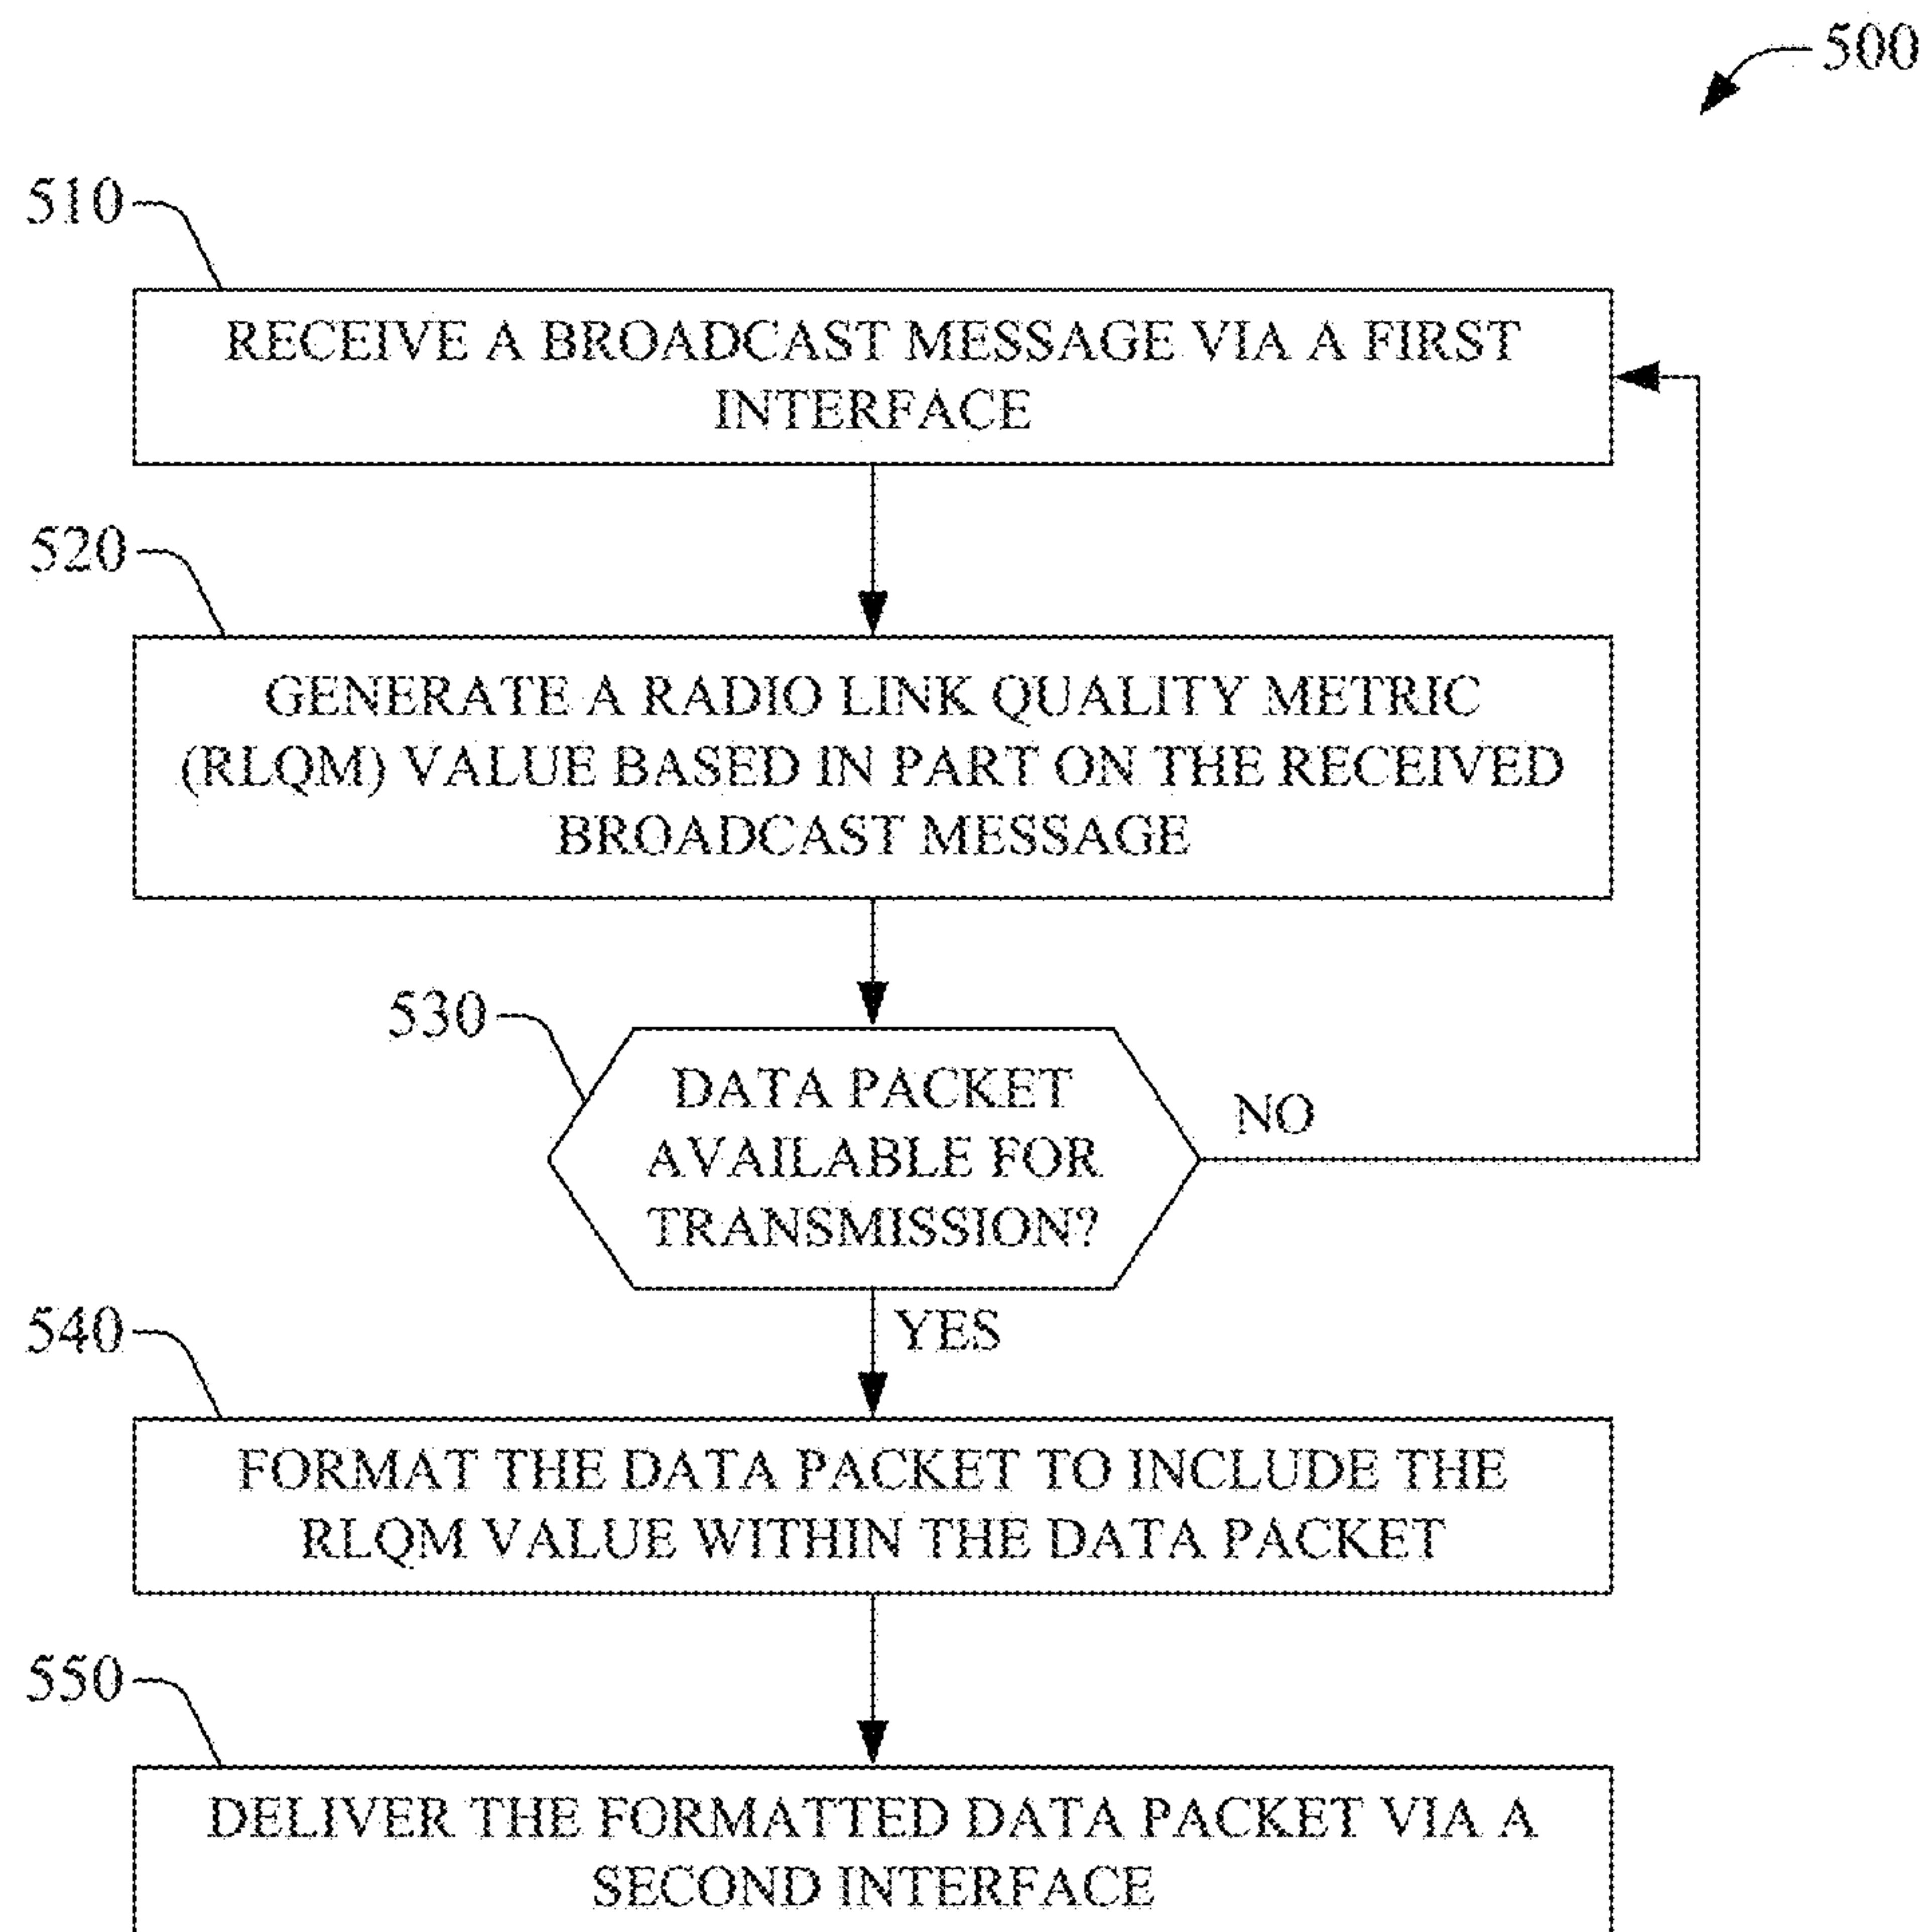 500
510
RECEIVE A BROADCAST MESSAGE VIA A FIRST
INTERFACE
520
GENERATE A RADIO LINK QUALITY METRIC
(RLQM) VALUE BASED IN PART ON THE RECEIVED
BROADCAST MESSAGE
530
DATA PACKET
AVAILABLE FOR
TRANSMISSION?
NO
YES
540
FORMAT THE DATA PACKET TO INCLUDE THE
RLQM VALUE WITHIN THE DATA PACKET
550
DELIVER THE FORMATTED DATA PACKET VIA A
SECOND INTERFACE